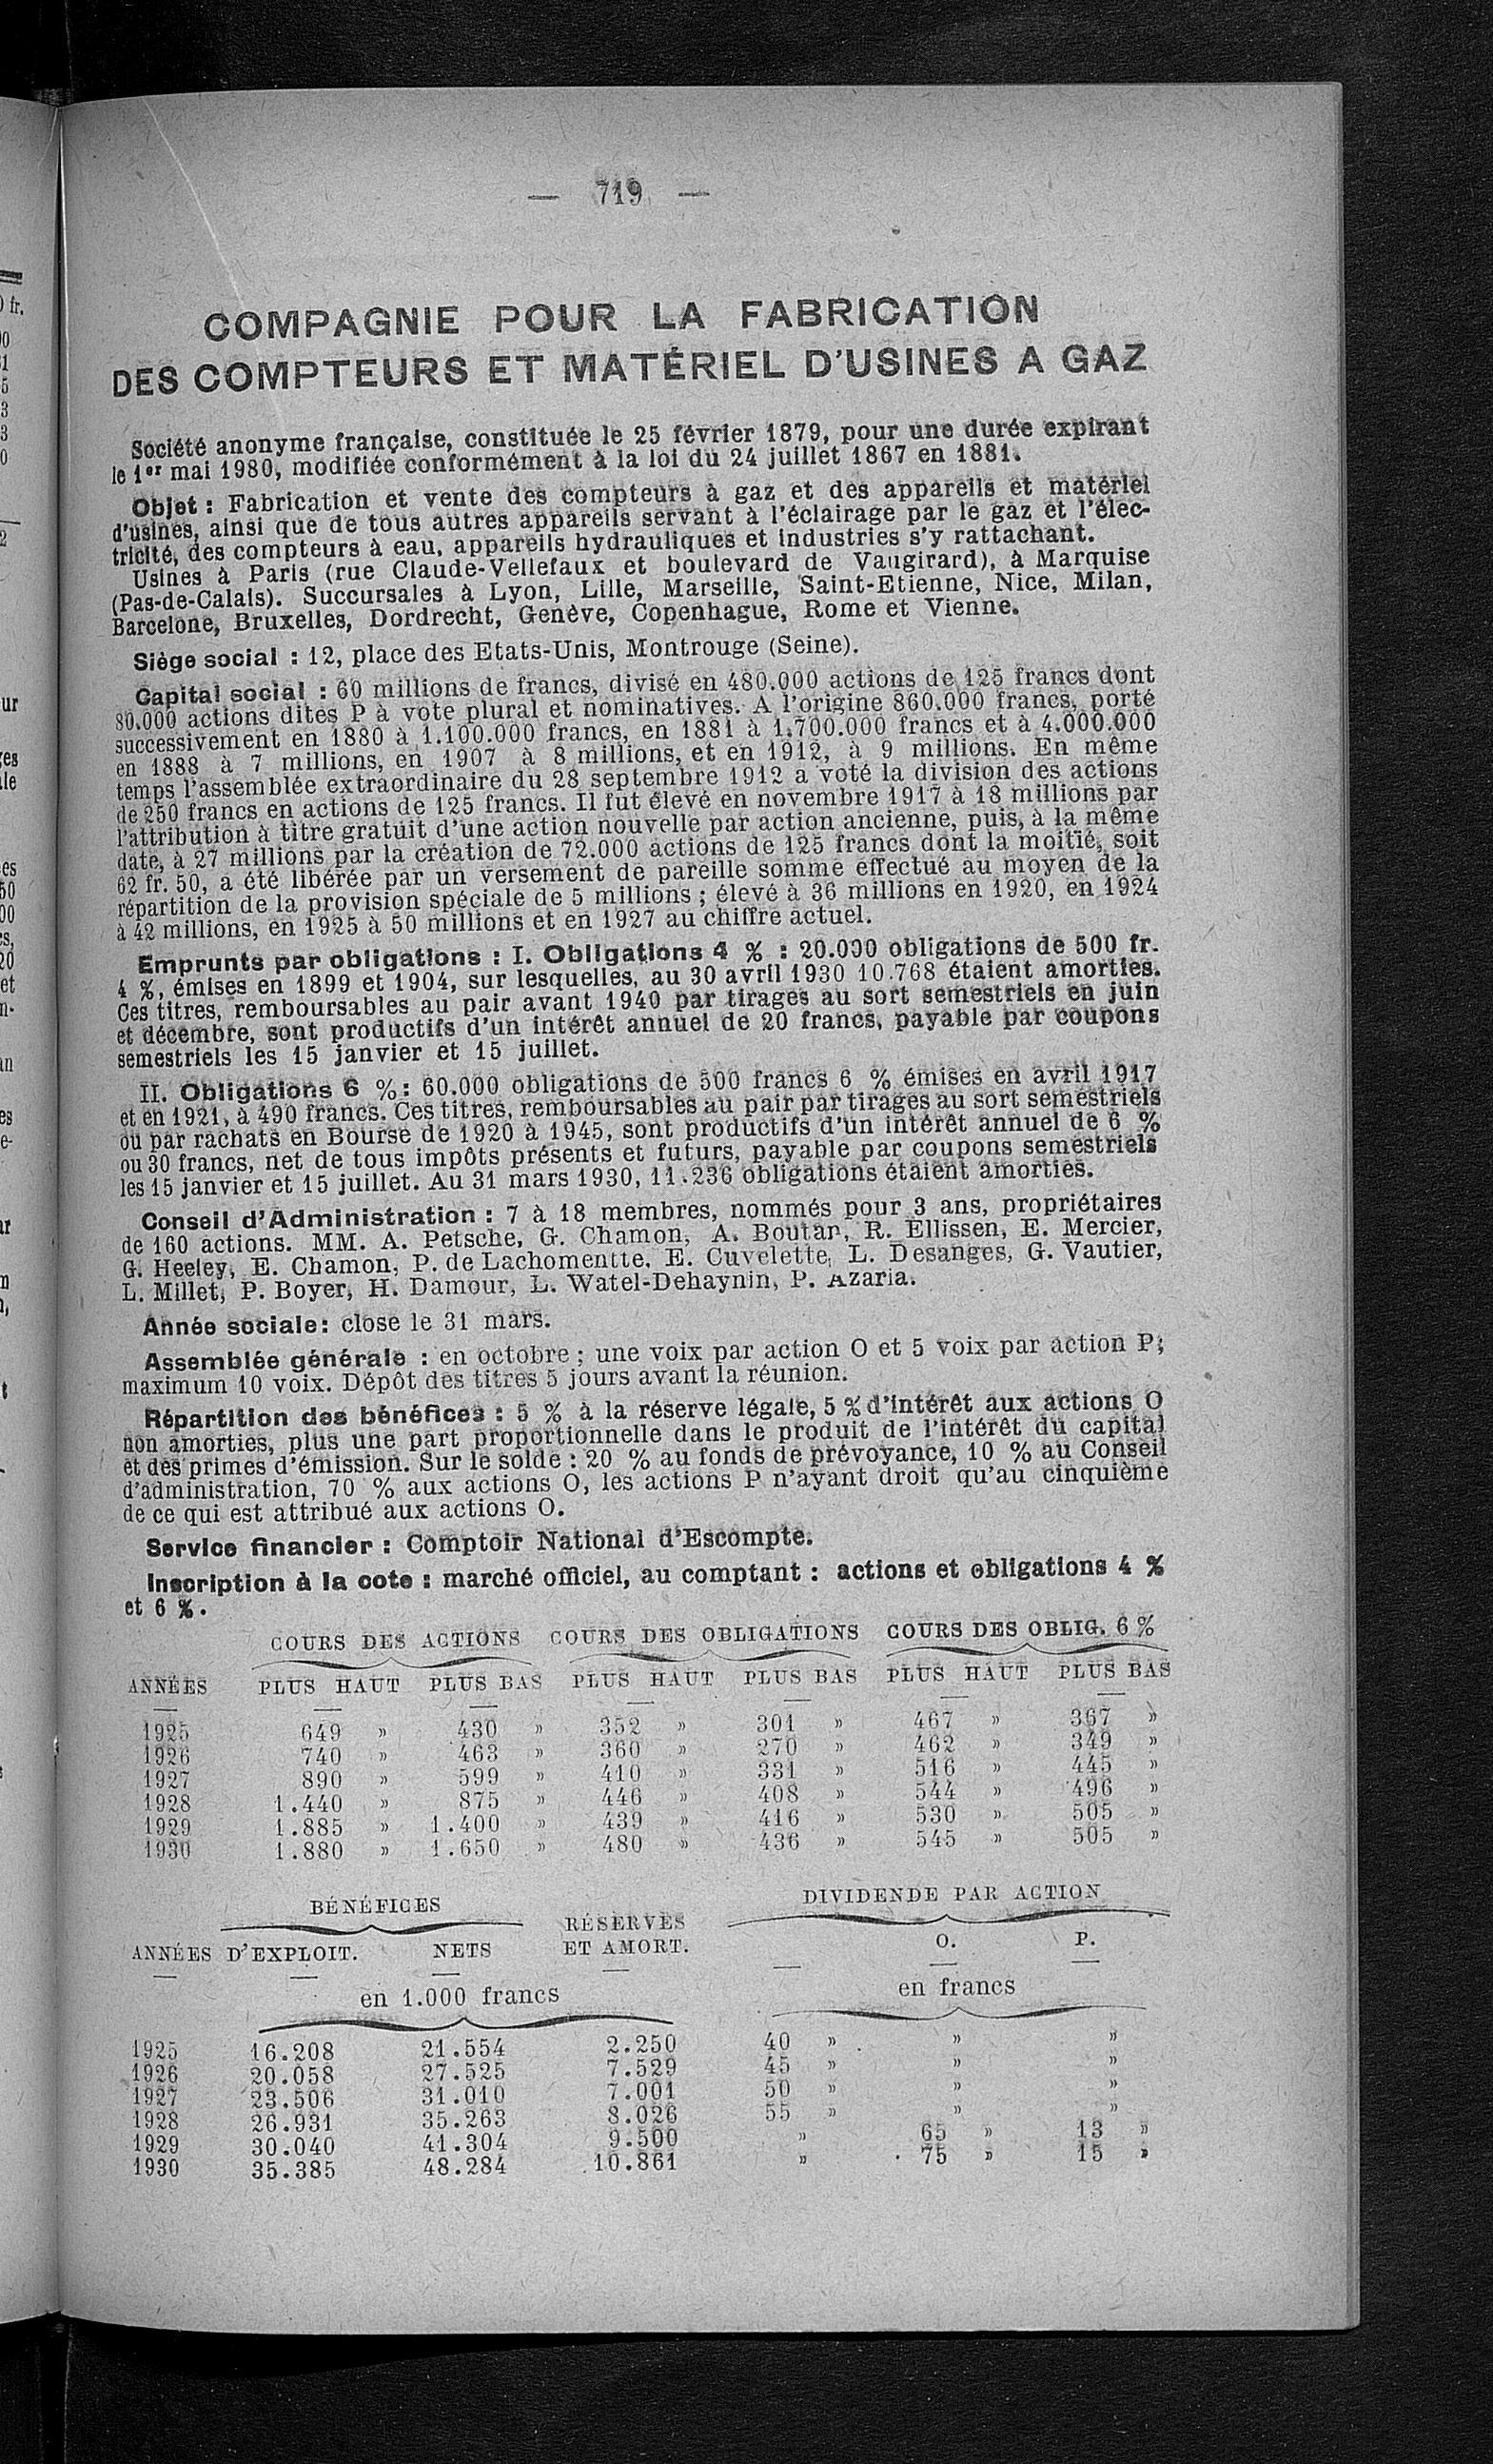 — 719 —
COMPAGNIE POUR LA FABRICATION
DES COMPTEURS ET MATÉRIEL D'USINES A GAZ
Société anonyme française, constituée le 25 février 1879, pour une durée expirant
le 1er mai 1980, modifiée conformément à la loi du 24 juillet 1867 en 1881.
Objet : Fabrication et vente des compteurs à gaz et des appareils et matériel
d'usines, ainsi que de tous autres appareils servant à l'éclairage par le gaz et l'élec-
tricité, des compteurs à eau, appareils hydrauliques et industries s'y rattachant.
Usines à Paris (rue Claude-Vellefaux et boulevard de Vaugirard), à Marquise
(Pas-de-Calais). Succursales à Lyon, Lille, Marseille, Saint-Etienne, Nice, Milan,
Barcelone, Bruxelles, Dordrecht, Genève, Copenhague, Rome et Vienne.
Siège social : 12, place des Etats-Unis, Montrouge (Seine).
Capital social : 60 millions de francs, divisé en 480.000 actions de 125 francs dont
80.000 actions dites P à vote plural et nominatives. A l'origine 860.000 francs, porté
successivement en 1880 à 1.100.000 francs, en 1881 à 1.700.000 francs et à 4.000.000
en 1888 à 7 millions, en 1907 à 8 millions, et en 1912, à 9 millions. En même
temps l'assemblée extraordinaire du 28 septembre 1912 a voté la division des actions
de 250 francs en actions de 125 francs. Il fut élevé en novembre 1917 à 18 millions par
l'attribution à titre gratuit d'une action nouvelle par action ancienne, puis, à la même
date, à 27 millions par la création de 72.000 actions de 125 francs dont la moitié, soit
62 fr. 50, a été libérée par un versement de pareille somme effectué au moyen de la
répartition de la provision spéciale de 5 millions ; élevé à 36 millions en 1920, en 1924
à 42 millions, en 1925 à 50 millions et en 1927 au chiffre actuel.
Emprunts par obligations : I. Obligations 4 % : 20.000 obligations de 500 fr.
4 %, émises en 1899 et 1904, sur lesquelles, au 30 avril 1930 10.768 étaient amorties.
Ces titres, remboursables au pair avant 1940 par tirages au sort semestriels en juin
et décembre, sont productifs d'un intérêt annuel de 20 francs, payable par coupons
semestriels les 15 janvier et 15 juillet.
II. Obligations 6 % : 60.000 obligations de 500 francs 6 % émises en avril 1917
et en 1921, à 490 francs. Ces titres, remboursables au pair par tirages au sort semestriels
ou par rachats en Bourse de 1920 à 1945, sont productifs d'un intérêt annuel de 6 %
ou 30 francs, net de tous impôts présents et futurs, payable par coupons semestriels
les 15 janvier et 15 juillet. Au 31 mars 1930, 11.236 obligations étaient amorties.
Conseil d'Administration : 7 à 18 membres, nommés pour 3 ans, propriétaires
de 160 actions. MM. A. Petsche, G. Chamon, A. Boutan, R. Ellissen, E. Mercier,
G. Heeley, E. Chamon, P. de Lachomentte, E. Cuvelette, L. Desanges, G. Vautier,
L. Millet, P. Boyer, H. Damour, L. Watel-Dehaynin, P. Azaria.
Année sociale : close le 31 mars.
Assemblée générale : en octobre ; une voix par action O et 5 voix par action P ;
maximum 10 voix. Dépôt des titres 5 jours avant la réunion.
Répartition des bénéfices : 5 % à la réserve légale, 5 % d'intérêt aux actions O
non amorties, plus une part proportionnelle dans le produit de l'intérêt du capital
et des primes d'émission. Sur le solde : 20 % au fonds de prévoyance, 10 % au Conseil
d'administration, 70 % aux actions O, les actions P n'ayant droit qu'au cinquième
de ce qui est attribué aux actions O.
Service financier : Comptoir National d'Escompte.
Inscription à la cote : marché officiel, au comptant : actions et obligations 4 %
et 6 %.
COURS DES ACTIONS COURS DES OBLIGATIONS COURS DES OBLIG. 6 %
ANNÉES PLUS HAUT PLUS BAS PLUS HAUT PLUS BAS PLUS HAUT PLUS BAS
1925 649 » 430 » 352 » 301 » 467 » 367 »
1926 740 » 463 » 360 » 270 » 462 » 349 »
1927 890 » 599 » 410 » 331 » 516 » 445 »
1928 1.440 » 875 » 446 » 408 » 544 » 496 »
1929 1.885 » 1.400 » 439 » 416 » 530 » 505 »
1930 1.880 » 1.650 » 480 » 436 » 545 » 505 »
BÉNÉFICES RÉSERVES DIVIDENDE PAR ACTION
ANNÉES D'EXPLOIT. NETS ET AMORT. O. P.
en 1.000 francs en francs
1925 16.208 21.554 2.250 40 » » »
1926 20.058 27.525 7.529 45 » » »
1927 23.506 31.010 7.001 50 » » »
1928 26.931 35.263 8.026 55 » » »
1929 30.040 41.304 9.500 » 65 » 13 »
1930 35.385 48.284 10.861 » 75 » 15 »